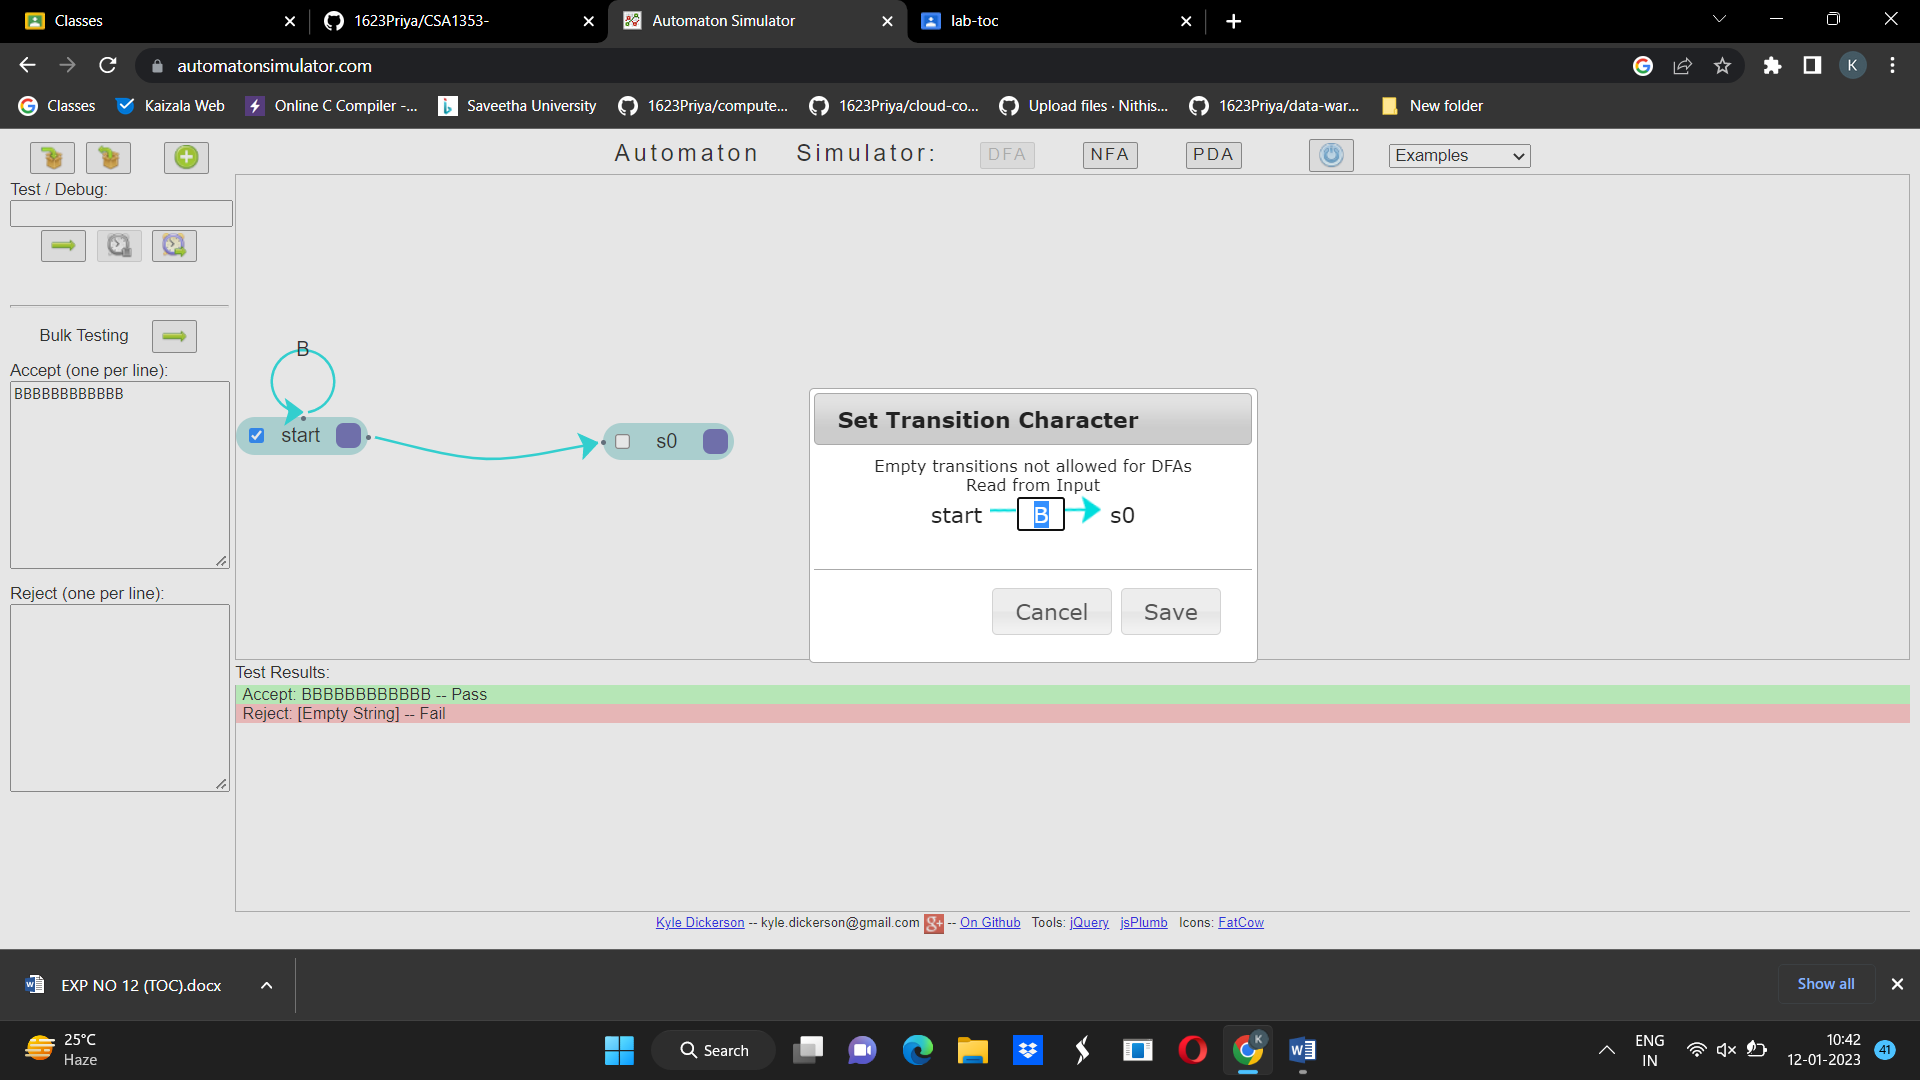 Classes
1623Priya/CSA1353-
Automaton Simulator
lab-toc
automatonsimulator.com
K
Classes
Kaizala Web
Online C Compiler -...
Saveetha University
1623Priya/compute...
1623Priya/cloud-co...
Upload files · Nithis...
1623Priya/data-war...
New folder
Automaton Simulator:
DFA
NFA
PDA
Examples
Test / Debug:
Bulk Testing
Accept (one per line):
BBBBBBBBBBBB
Reject (one per line):
B
start
s0
Set Transition Character
Empty transitions not allowed for DFAs
Read from Input
start B s0
Cancel
Save
Test Results:
Accept: BBBBBBBBBBBB -- Pass
Reject: [Empty String] -- Fail
Kyle Dickerson -- kyle.dickerson@gmail.com g+ -- On Github Tools: jQuery jsPlumb Icons: FatCow
EXP NO 12 (TOC).docx
Show all
25°C
Haze
Search
K
ENG
IN
10:42
12-01-2023
41